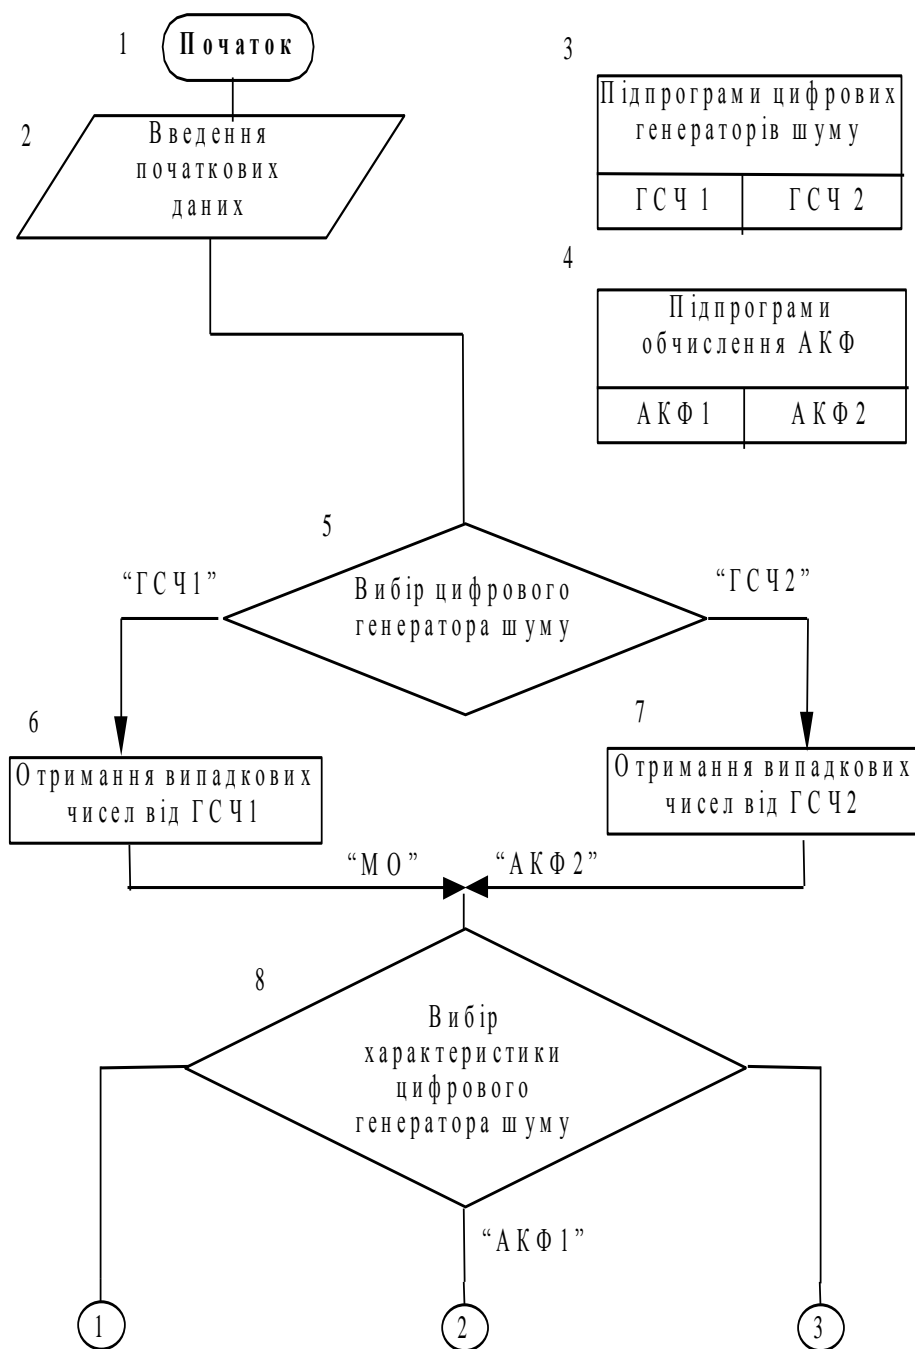 1
Початок
3
Підпрограми цифрових
генераторів шуму
ГСЧ 1
ГСЧ 2
2
Введення
початкових
даних
4
Підпрограми
обчислення АКФ
АКФ1
АКФ2
5
“ГСЧ1”
Вибір цифрового
генератора шуму
“ГСЧ2”
6
Отримання випадкових
чисел від ГСЧ1
7
Отримання випадкових
чисел від ГСЧ2
“МО”
“АКФ2”
8
Вибір
характеристики
цифрового
генератора шуму
“АКФ1”
1
2
3